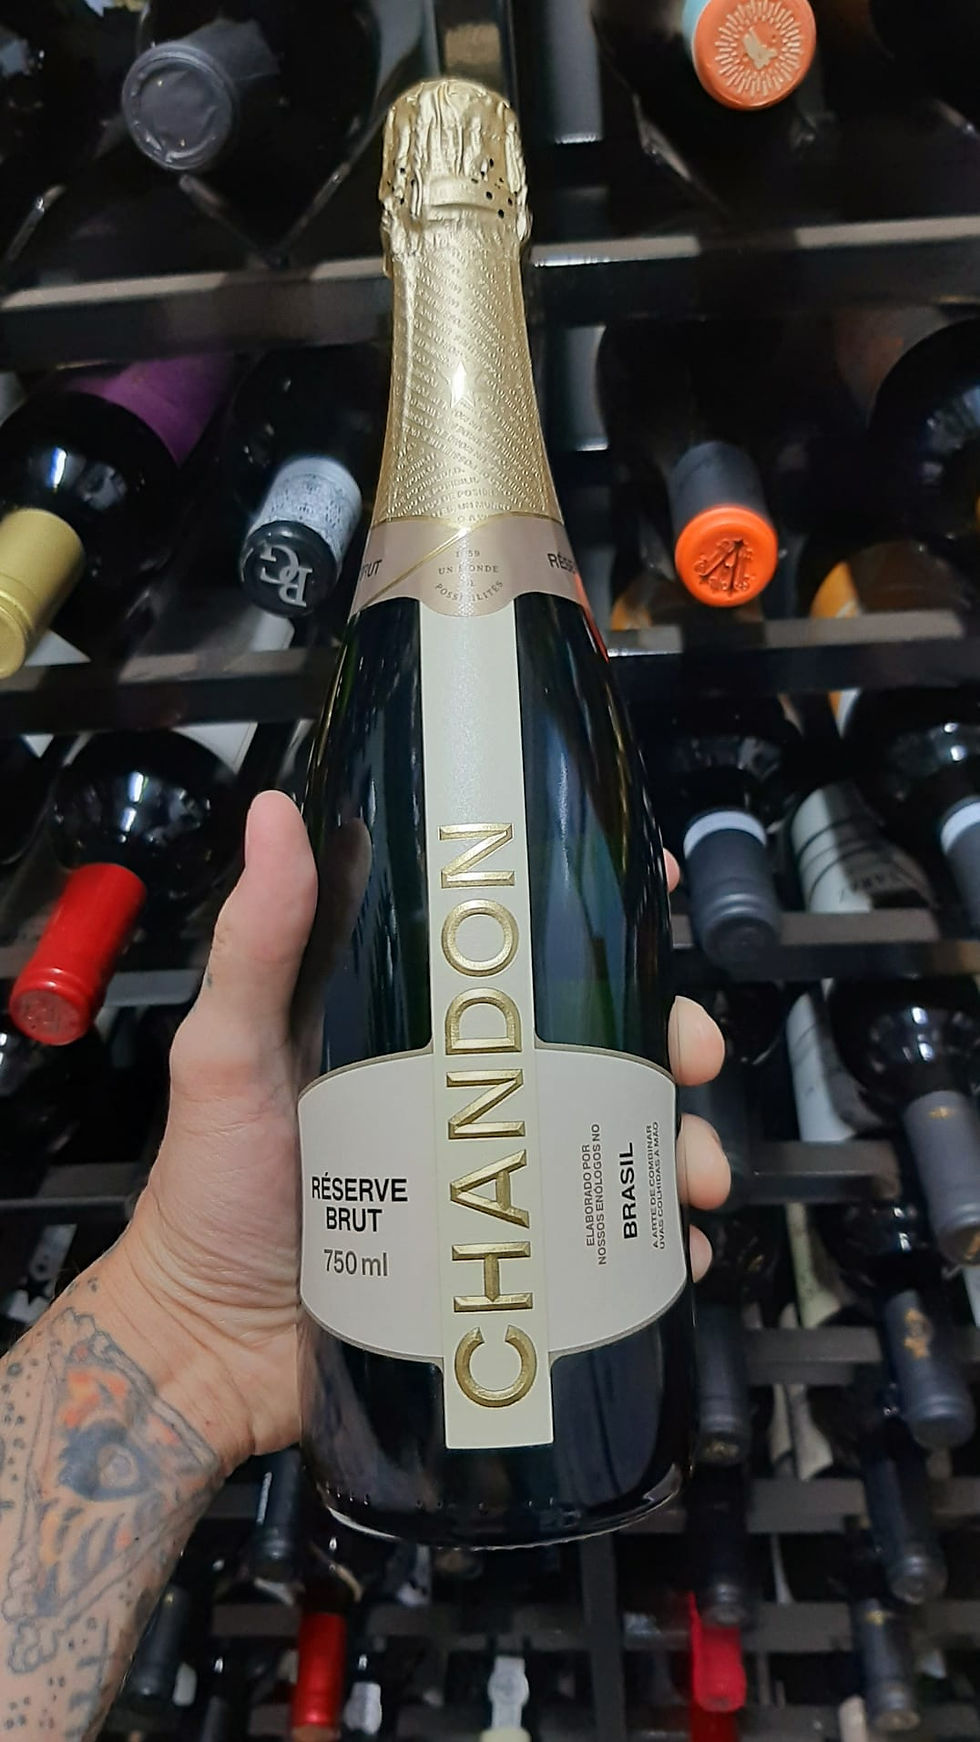 1959
UN MONDE
DE
POSSIBILITÉS
CHANDON
RÉSERVE
BRUT
750 ml
ELABORADO POR
NOSSOS ENÓLOGOS NO
BRASIL
A ARTE DE COMBINAR
UVAS COLHIDAS A MÃO